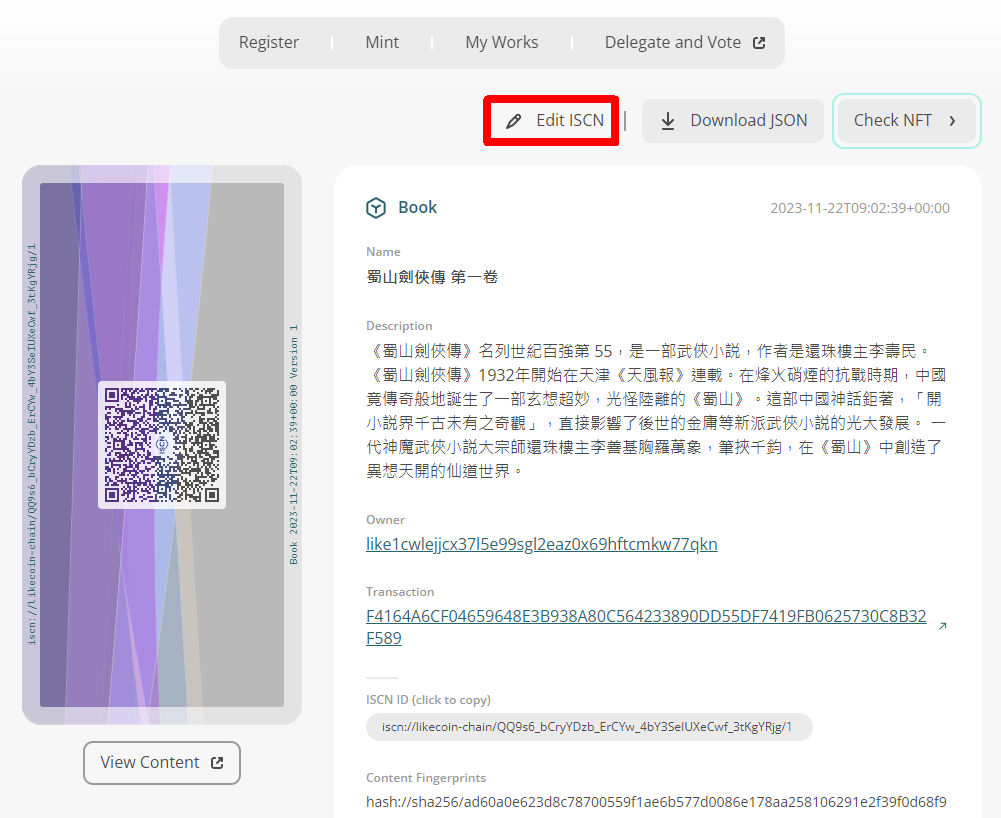 Register
Mint
My Works
Delegate and Vote
Edit ISCN
Download JSON
Check NFT
iscn://likecoin-chain/QQ9s6_bCryYDzb_ErCYw_4bY3SeIUXeCwf_3tKgYRjg/1
Book 2023-11-22T09:02:39+00:00 Version 1
ISCN
View Content
Book
2023-11-22T09:02:39+00:00
Name
蜀山劍俠傳 第一卷
Description
《蜀山劍俠傳》名列世紀百強第 55，是一部武俠小說，作者是還珠樓主李壽民。
《蜀山劍俠傳》1932年開始在天津《天風報》連載。在烽火硝煙的抗戰時期，中國
竟傳奇般地誕生了一部玄想超妙，光怪陸離的《蜀山》。這部中國神話鉅著，「開
小說界千古未有之奇觀」，直接影響了後世的金庸等新派武俠小說的光大發展。 一
代神魔武俠小說大宗師還珠樓主李善基胸羅萬象，筆挾千鈞，在《蜀山》中創造了
異想天開的仙道世界。
Owner
like1cwlejjcx37l5e99sgl2eaz0x69hftcmkw77qkn
Transaction
F4164A6CF04659648E3B938A80C564233890DD55DF7419FB0625730C8B32
F589
ISCN ID (click to copy)
iscn://likecoin-chain/QQ9s6_bCryYDzb_ErCYw_4bY3SeIUXeCwf_3tKgYRjg/1
Content Fingerprints
hash://sha256/ad60a0e623d8c78700559f1ae6b577d0086e178aa258106291e2f39f0d68f9